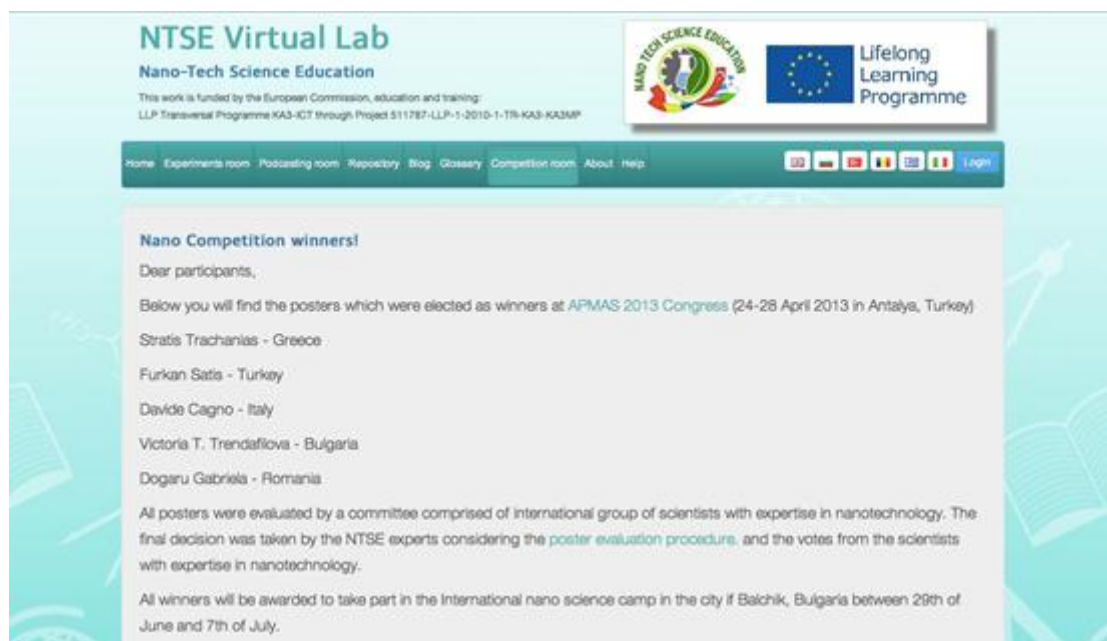 NTSE Virtual Lab
Nano-Tech Science Education
This work is funded by the European Commission, education and training:
LLP Transversal Programme KA3-ICT through Project 511787-LLP-1-2010-1-TR-KA3-KA3MP
NANO TECH SCIENCE EDUCATION
Lifelong
Learning
Programme
Home Experiments room Podcasting room Repository Blog Glossary Competition room About Help Login
Nano Competition winners!
Dear participants,
Below you will find the posters which were elected as winners at APMAS 2013 Congress (24-28 April 2013 in Antalya, Turkey)
Stratis Trachanias - Greece
Furkan Satis - Turkey
Davide Cagno - Italy
Victoria T. Trendafilova - Bulgaria
Dogaru Gabriela - Romania
All posters were evaluated by a committee comprised of international group of scientists with expertise in nanotechnology. The
final decision was taken by the NTSE experts considering the poster evaluation procedure. and the votes from the scientists
with expertise in nanotechnology.
All winners will be awarded to take part in the International nano science camp in the city if Balchik, Bulgaria between 29th of
June and 7th of July.